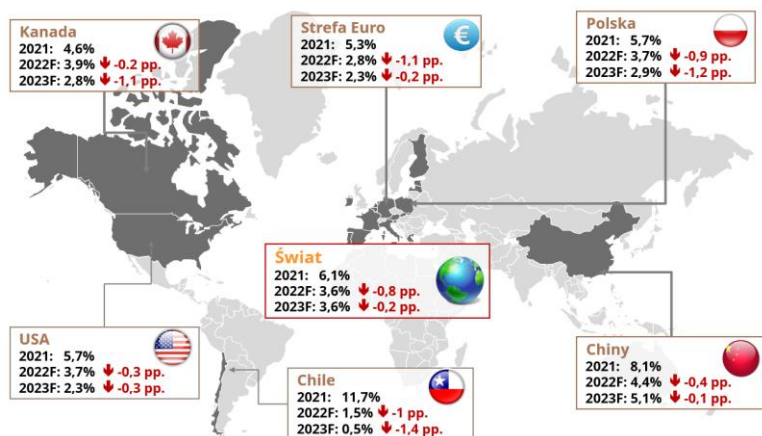 Kanada
2021: 4,6%
2022F: 3,9% -0.2 pp.
2023F: 2,8% -1,1 pp.
Strefa Euro
€
2021: 5,3%
2022F: 2,8% -1,1 pp.
2023F: 2,3% -0,2 pp.
Polska
2021: 5,7%
2022F: 3,7% -0,9 pp.
2023F: 2,9% -1,2 pp.
Świat
2021: 6,1%
2022F: 3,6% -0,8 pp.
2023F: 3,6% -0,2 pp.
USA
2021: 5,7%
2022F: 3,7% -0,3 pp.
2023F: 2,3% -0,3 pp.
Chile
2021: 11,7%
2022F: 1,5% -1 pp.
2023F: 0,5% -1,4 pp.
Chiny
2021: 8,1%
2022F: 4,4% -0,4 pp.
2023F: 5,1% -0,1 pp.